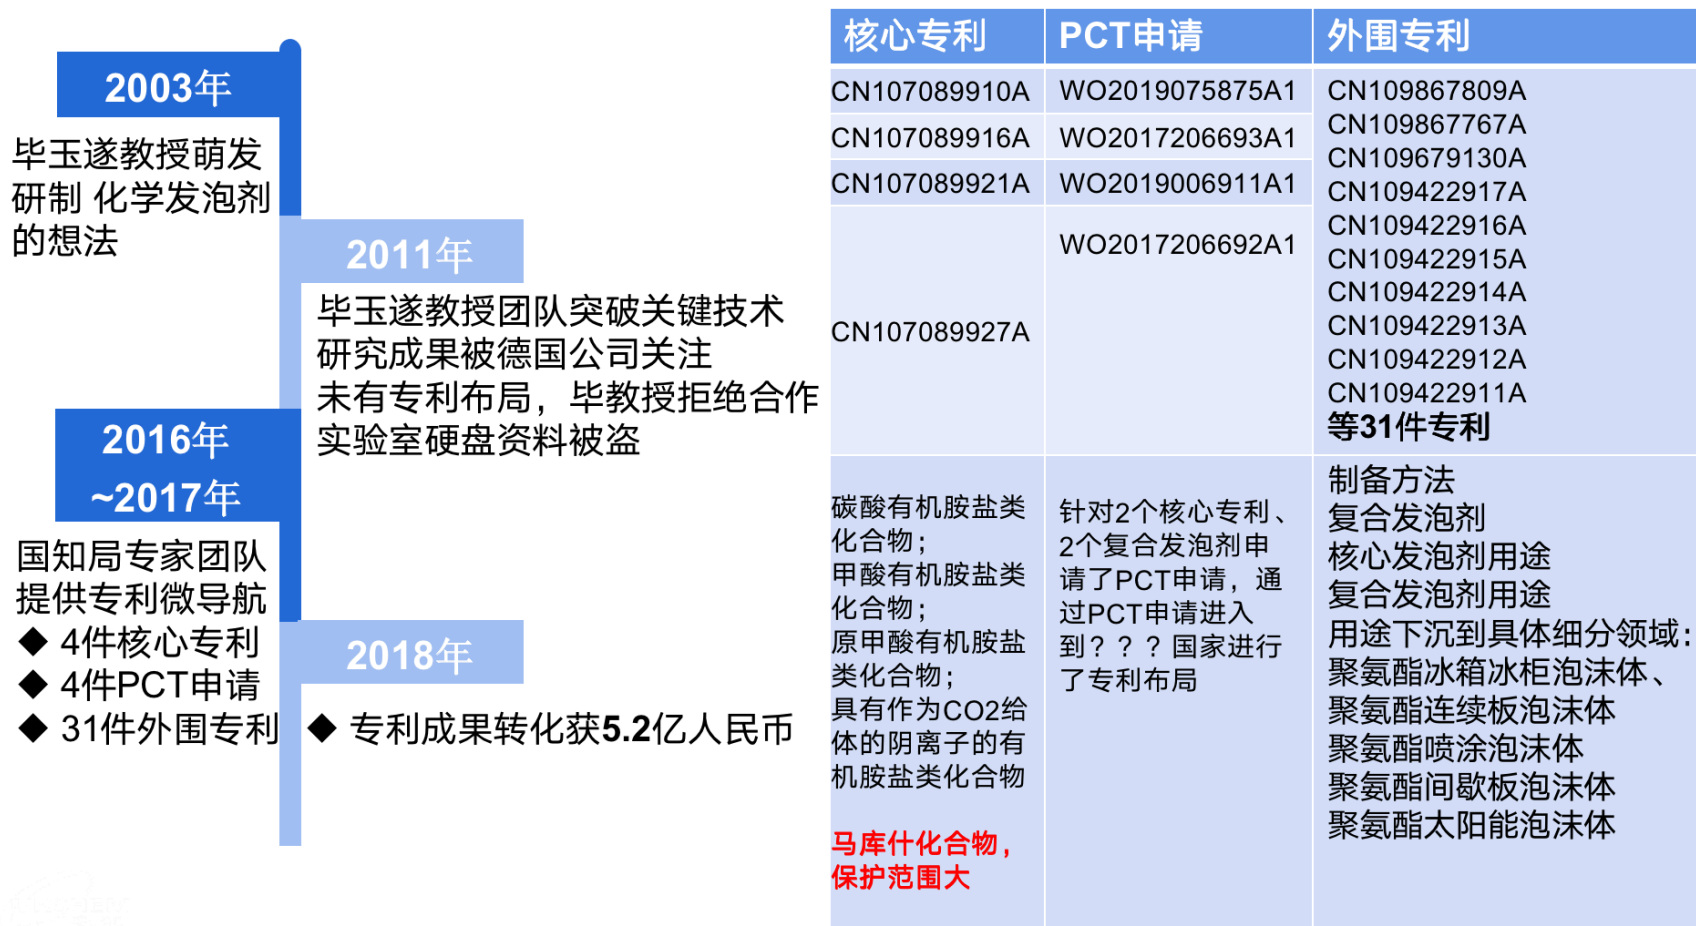 2003年
毕玉遂教授萌发
研制 化学发泡剂
的想法
2011年
毕玉遂教授团队突破关键技术
研究成果被德国公司关注
未有专利布局，毕教授拒绝合作
实验室硬盘资料被盗
2016年
~2017年
国知局专家团队
提供专利微导航
◆ 4件核心专利
◆ 4件PCT申请
◆ 31件外围专利
2018年
◆ 专利成果转化获5.2亿人民币
核心专利
PCT申请
外围专利
CN107089910A
WO2019075875A1
CN107089916A
WO2017206693A1
CN107089921A
WO2019006911A1
CN107089927A
WO2017206692A1
CN109867809A
CN109867767A
CN109679130A
CN109422917A
CN109422916A
CN109422915A
CN109422914A
CN109422913A
CN109422912A
CN109422911A
等31件专利
碳酸有机胺盐类
化合物；
甲酸有机胺盐类
化合物；
原甲酸有机胺盐
类化合物；
具有作为CO2给
体的阴离子的有
机胺盐类化合物
马库什化合物，
保护范围大
针对2个核心专利、
2个复合发泡剂申
请了PCT申请，通
过PCT申请进入
到？？？国家进行
了专利布局
制备方法
复合发泡剂
核心发泡剂用途
复合发泡剂用途
用途下沉到具体细分领域：
聚氨酯冰箱冰柜泡沫体、
聚氨酯连续板泡沫体
聚氨酯喷涂泡沫体
聚氨酯间歇板泡沫体
聚氨酯太阳能泡沫体